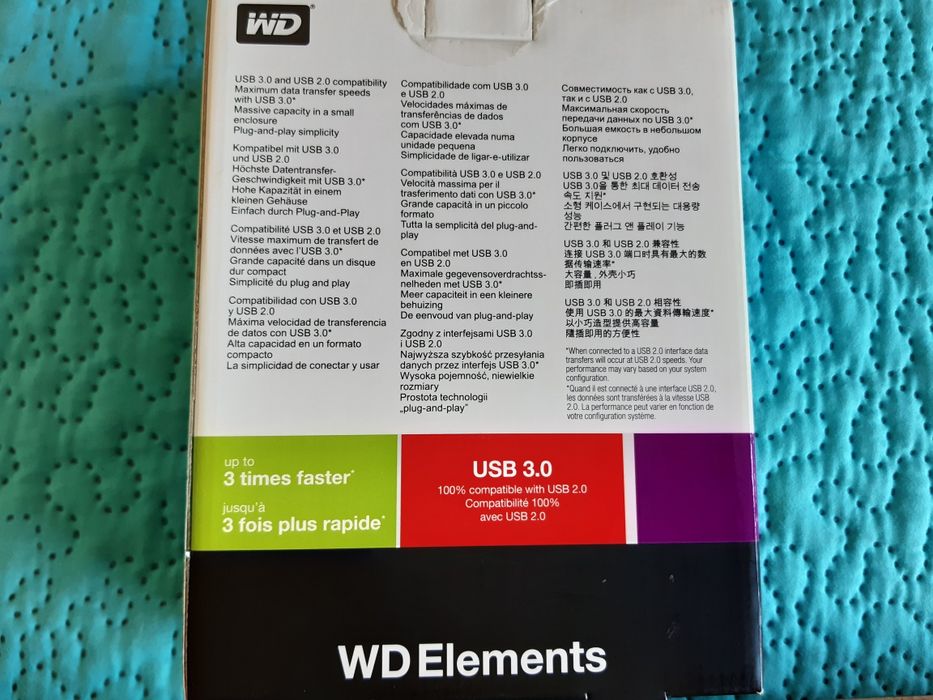 WD
USB 3.0 and USB 2.0 compatibility
Maximum data transfer speeds
with USB 3.0*
Massive capacity in a small
enclosure
Plug-and-play simplicity
Kompatibel mit USB 3.0
und USB 2.0
Höchste Datentransfer-
Geschwindigkeit mit USB 3.0*
Hohe Kapazität in einem
kleinen Gehäuse
Einfach durch Plug-and-Play
Compatibilité USB 3.0 et USB 2.0
Vitesse maximum de transfert de
données avec l'USB 3.0*
Grande capacité dans un disque
dur compact
Simplicité du plug and play
Compatibilidad con USB 3.0
y USB 2.0
Máxima velocidad de transferencia
de datos con USB 3.0*
Alta capacidad en un formato
compacto
La simplicidad de conectar y usar
Compatibilidade com USB 3.0
e USB 2.0
Velocidades máximas de
transferências de dados
com USB 3.0*
Capacidade elevada numa
unidade pequena
Simplicidade de ligar-e-utilizar
Compatibilità USB 3.0 e USB 2.0
Velocità massima per il
trasferimento dati con USB 3.0*
Grande capacità in un piccolo
formato
Tutta la semplicità del plug-and-
play
Compatibel met USB 3.0
en USB 2.0
Maximale gegevensoverdrachtss-
nelheden met USB 3.0*
Meer capaciteit in een kleinere
behuizing
De eenvoud van plug-and-play
Zgodny z interfejsami USB 3.0
i USB 2.0
Najwyższa szybkość przesyłania
danych przez interfejs USB 3.0*
Wysoka pojemność, niewielkie
rozmiary
Prostota technologii
„plug-and-play”
Совместимость как с USB 3.0,
так и с USB 2.0
Максимальная скорость
передачи данных по USB 3.0*
Большая емкость в небольшом
корпусе
Легко подключить, удобно
пользоваться
USB 3.0 및 USB 2.0 호환성
USB 3.0을 통한 최대 데이터 전송
속도 지원*
소형 케이스에서 구현되는 대용량
성능
간편한 플러그 앤 플레이 기능
USB 3.0 和 USB 2.0 兼容性
连接 USB 3.0 端口时具有最大的数
据传输速率*
大容量，外壳小巧
即插即用
USB 3.0 和 USB 2.0 相容性
使用 USB 3.0 的最大資料傳輸速度*
以小巧造型提供高容量
隨插即用的方便性
*When connected to a USB 2.0 interface data
transfers will occur at USB 2.0 speeds. Your
performance may vary based on your system
configuration.
*Quand il est connecté à une interface USB 2.0,
les données sont transférées à la vitesse USB
2.0. La performance peut varier en fonction de
votre configuration système.
up to
3 times faster*
jusqu'à
3 fois plus rapide*
USB 3.0
100% compatible with USB 2.0
Compatibilité 100%
avec USB 2.0
WD Elements